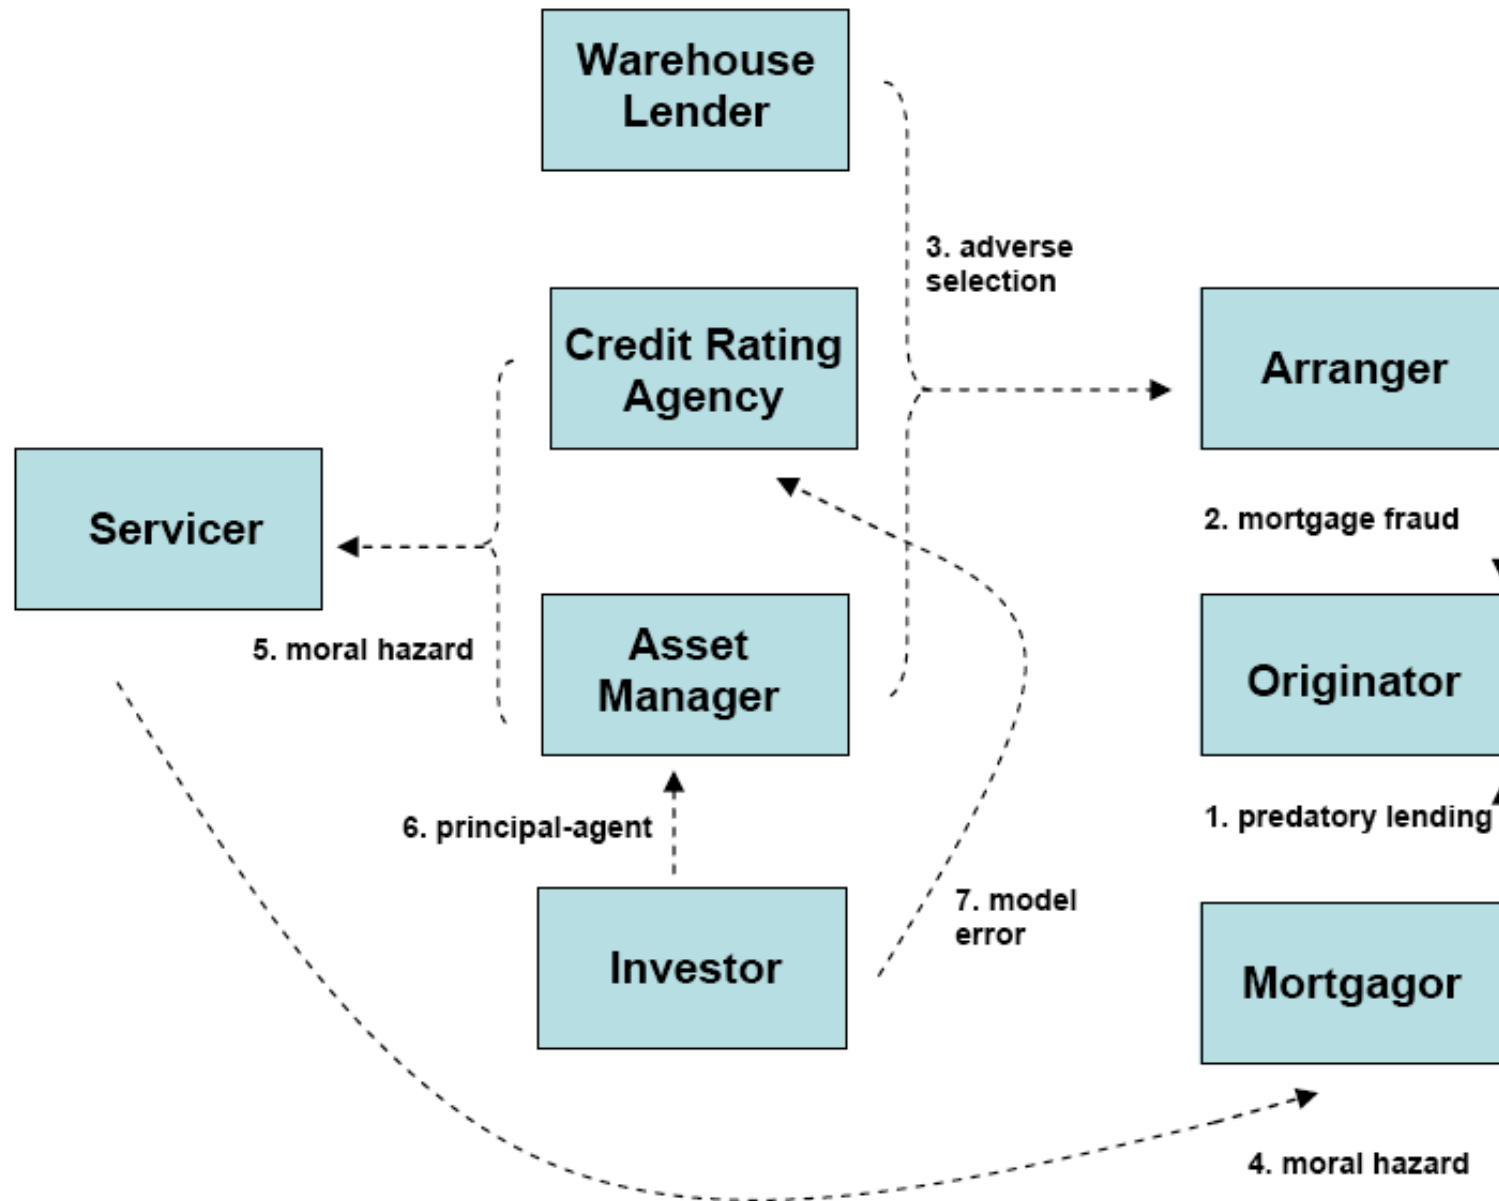 Warehouse
Lender
3. adverse
selection
Credit Rating
Agency
Arranger
Servicer
2. mortgage fraud
5. moral hazard
Asset
Manager
Originator
6. principal-agent
1. predatory lending
7. model
error
Investor
Mortgagor
4. moral hazard